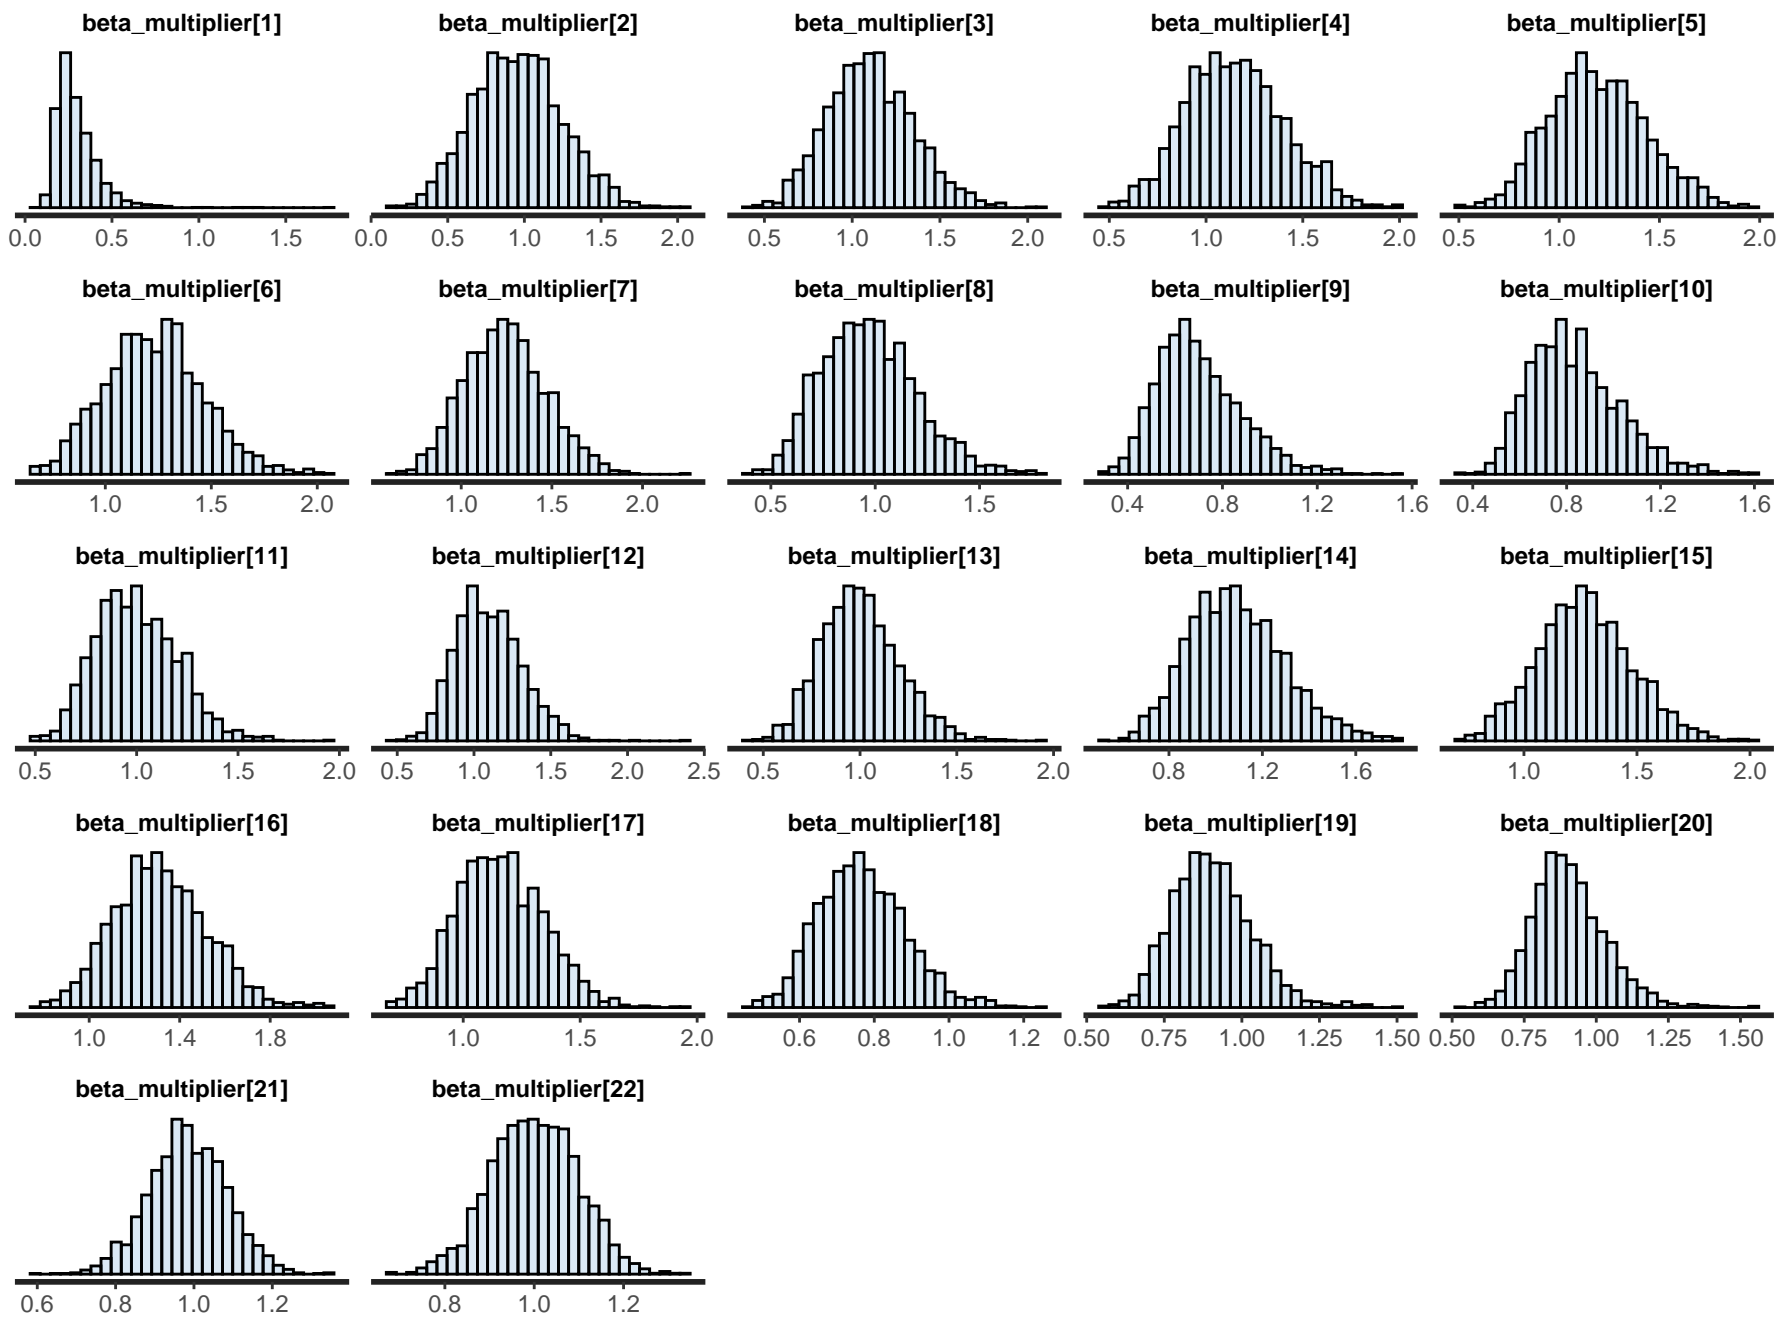 beta_multiplier[1] beta_multiplier[2] beta_multiplier[3] beta_multiplier[4] beta_multiplier[5]
0.0 0.5 1.0 1.5 0.0 0.5 1.0 1.5 2.0 0.5 1.0 1.5 2.0 0.5 1.0 1.5 2.0 0.5 1.0 1.5 2.0
beta_multiplier[6] beta_multiplier[7] beta_multiplier[8] beta_multiplier[9] beta_multiplier[10]
1.0 1.5 2.0 1.0 1.5 2.0 0.5 1.0 1.5 0.4 0.8 1.2 1.6 0.4 0.8 1.2 1.6
beta_multiplier[11] beta_multiplier[12] beta_multiplier[13] beta_multiplier[14] beta_multiplier[15]
0.5 1.0 1.5 2.0 0.5 1.0 1.5 2.0 2.5 0.5 1.0 1.5 2.0 0.8 1.2 1.6 1.0 1.5 2.0
beta_multiplier[16] beta_multiplier[17] beta_multiplier[18] beta_multiplier[19] beta_multiplier[20]
1.0 1.4 1.8 1.0 1.5 2.0 0.6 0.8 1.0 1.2 0.50 0.75 1.00 1.25 1.50 0.50 0.75 1.00 1.25 1.50
beta_multiplier[21] beta_multiplier[22]
0.6 0.8 1.0 1.2 0.8 1.0 1.2